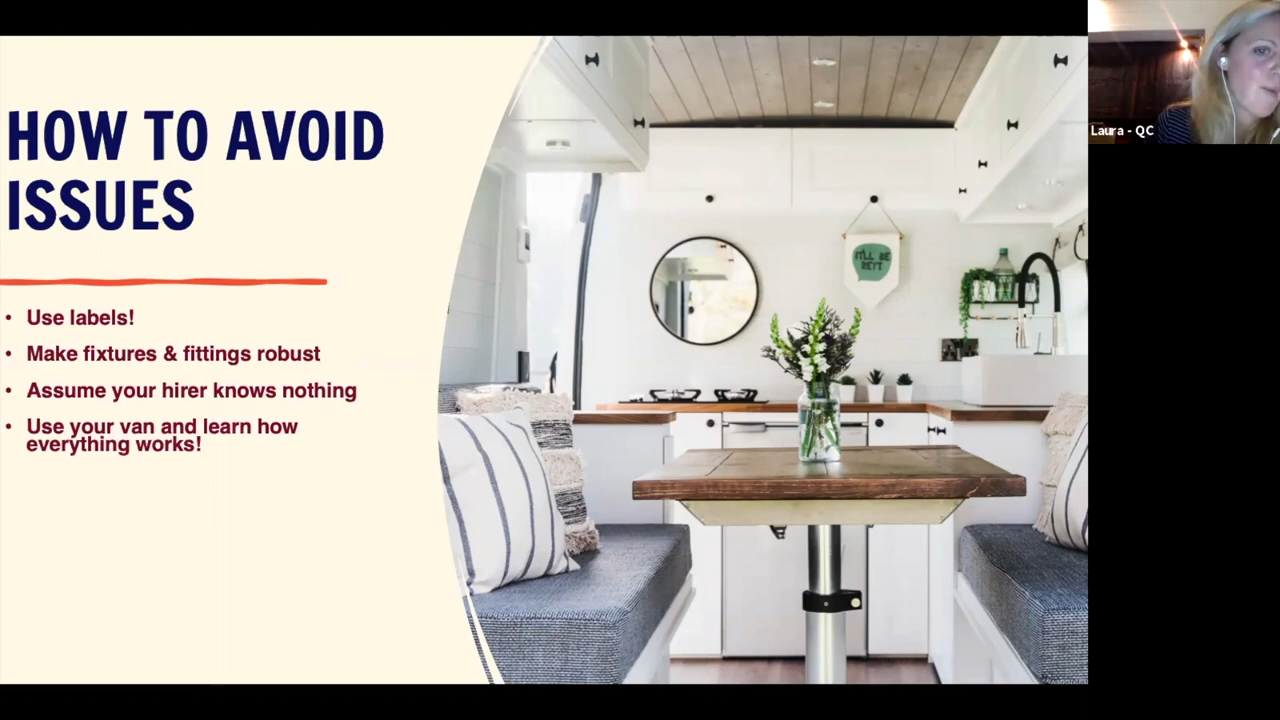 HOW TO AVOID
ISSUES
• Use labels!
• Make fixtures & fittings robust
• Assume your hirer knows nothing
• Use your van and learn how
everything works!
IT'LL BE
REYT
Laura - QC